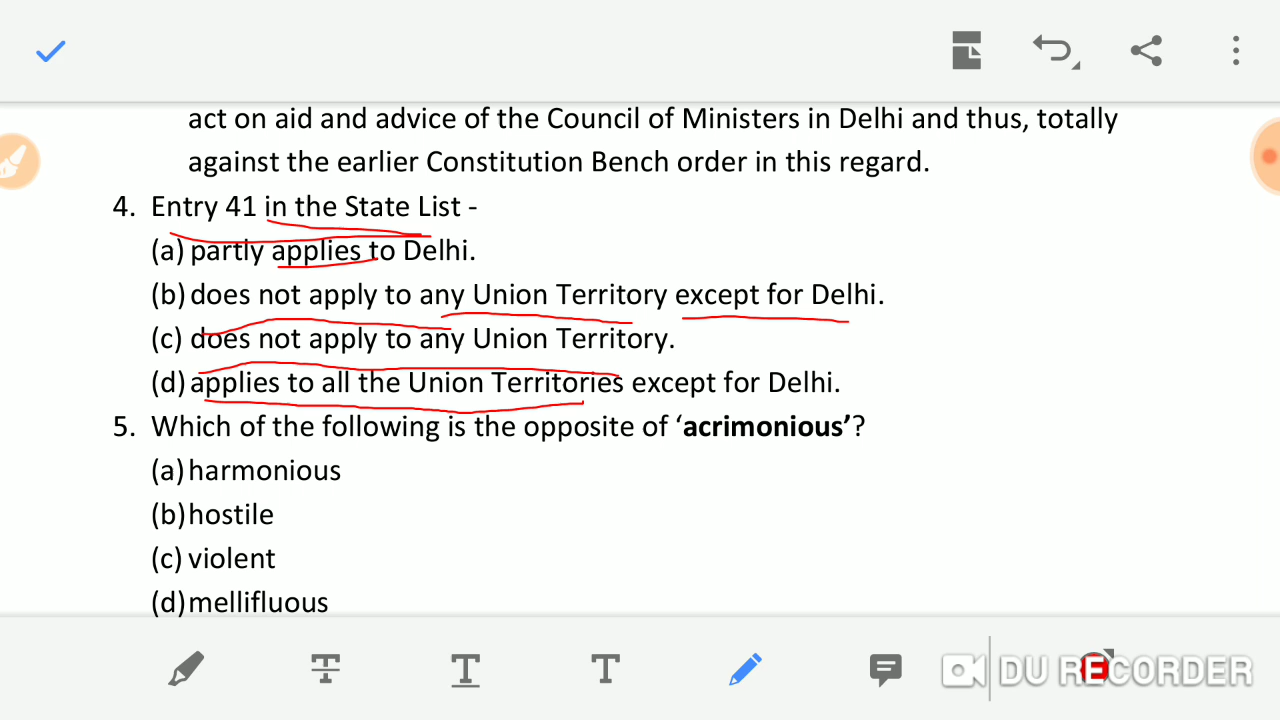 act on aid and advice of the Council of Ministers in Delhi and thus, totally
against the earlier Constitution Bench order in this regard.
4. Entry 41 in the State List -
(a) partly applies to Delhi.
(b) does not apply to any Union Territory except for Delhi.
(c) does not apply to any Union Territory.
(d) applies to all the Union Territories except for Delhi.
5. Which of the following is the opposite of ‘acrimonious’?
(a) harmonious
(b) hostile
(c) violent
(d) mellifluous
T T T DU RECORDER